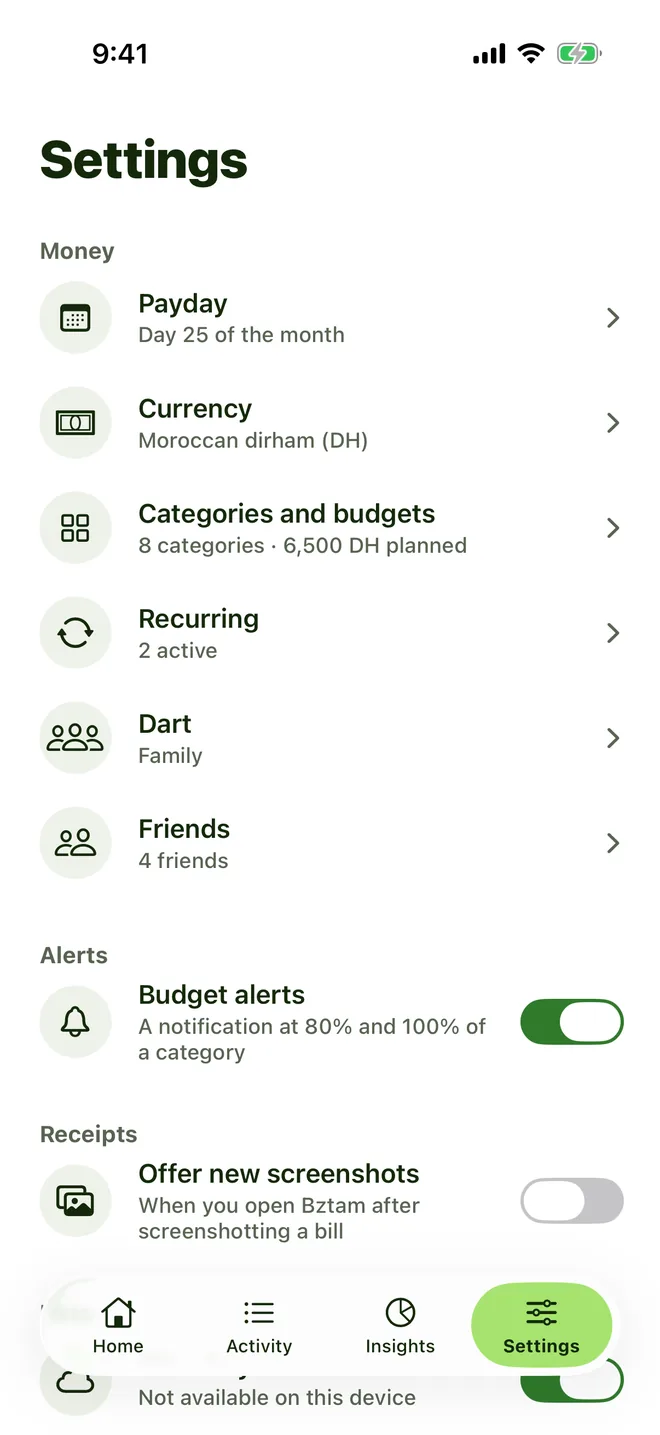 9:41
Settings
Money
Payday
Day 25 of the month
Currency
Moroccan dirham (DH)
Categories and budgets
8 categories · 6,500 DH planned
Recurring
2 active
Dart
Family
Friends
4 friends
Alerts
Budget alerts
A notification at 80% and 100% of
a category
Receipts
Offer new screenshots
When you open Bztam after
screenshotting a bill
Home
Activity
Insights
Settings
Not available on this device